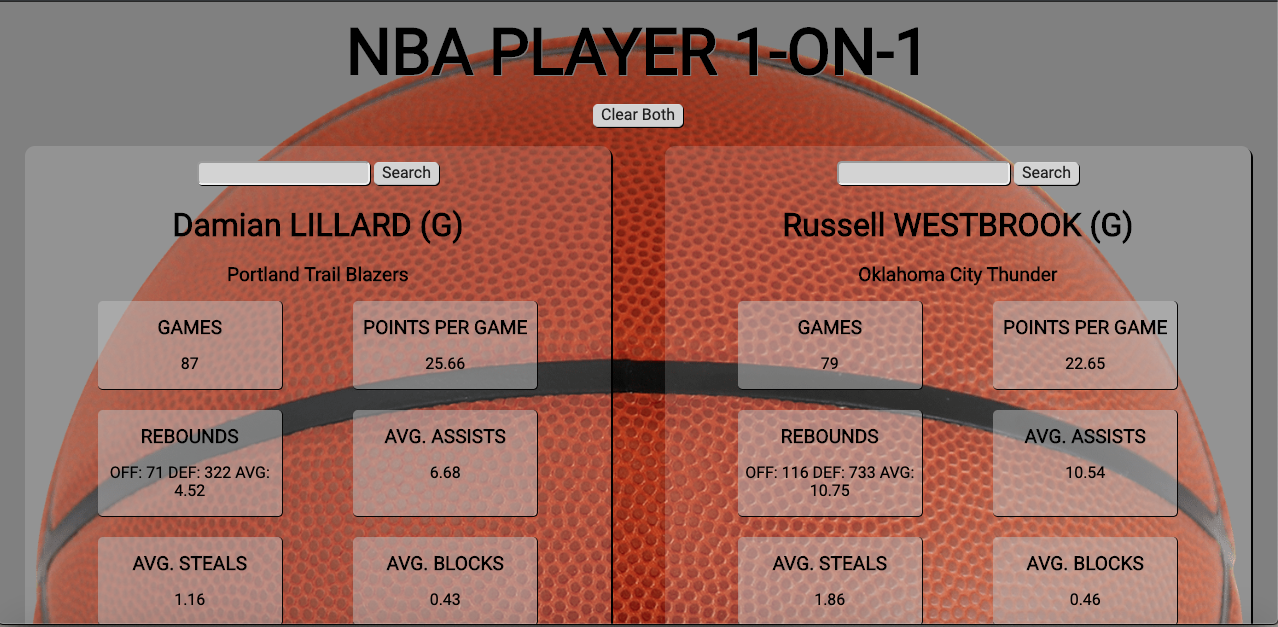 NBA PLAYER 1-ON-1
Clear Both
Search
Damian LILLARD (G)
Portland Trail Blazers
GAMES
87
POINTS PER GAME
25.66
REBOUNDS
OFF: 71 DEF: 322 AVG:
4.52
AVG. ASSISTS
6.68
AVG. STEALS
1.16
AVG. BLOCKS
0.43
Search
Russell WESTBROOK (G)
Oklahoma City Thunder
GAMES
79
POINTS PER GAME
22.65
REBOUNDS
OFF: 116 DEF: 733 AVG:
10.75
AVG. ASSISTS
10.54
AVG. STEALS
1.86
AVG. BLOCKS
0.46